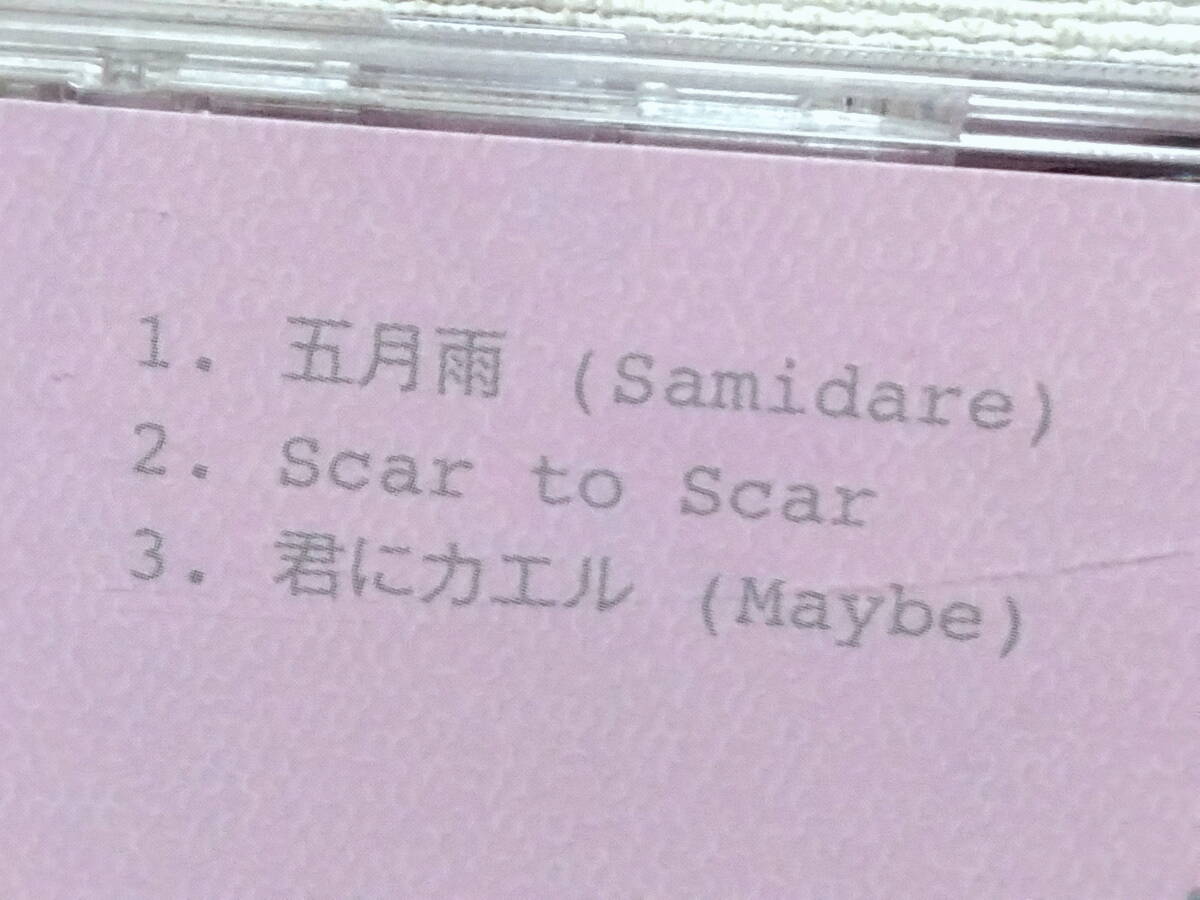 1. 五月雨 (Samidare)
2. Scar to Scar
3. 君にカエル (Maybe)